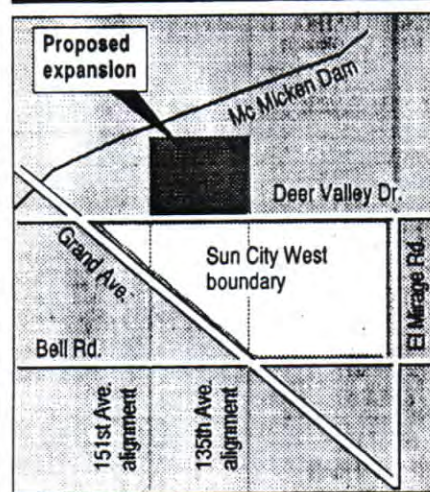 Proposed
expansion
Mc Micken Dam
Deer Valley Dr.
Grand Ave.
Sun City West
boundary
El Mirage Rd.
Bell Rd.
151st Ave.
alignment
135th Ave.
alignment